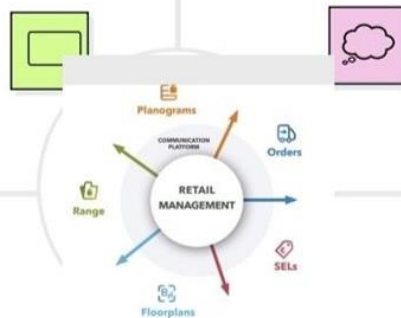 Planograms
COMMUNICATION
PLATFORM
Orders
RETAIL
MANAGEMENT
Range
SELs
Floorplans